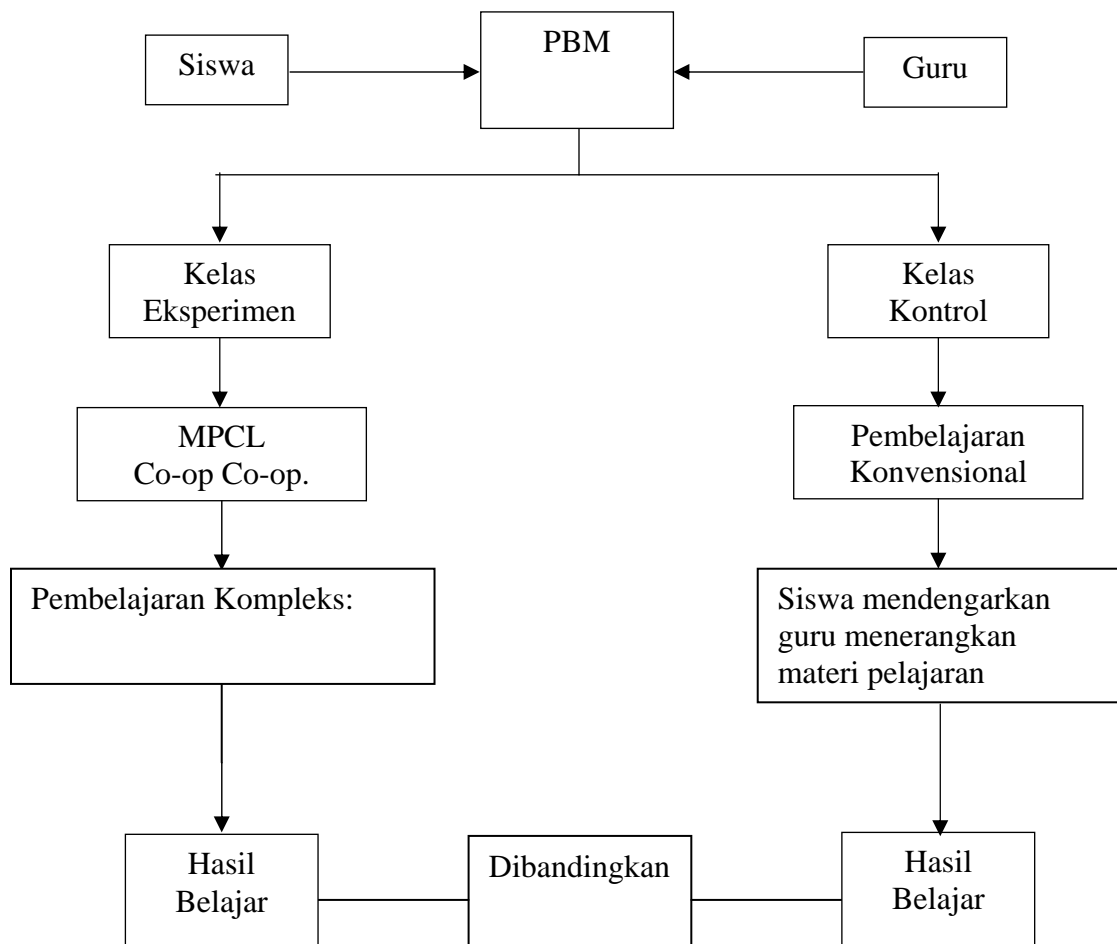 Siswa
PBM
Guru
Kelas
Eksperimen
Kelas
Kontrol
MPCL
Co-op Co-op.
Pembelajaran
Konvensional
Pembelajaran Kompleks:
Siswa mendengarkan
guru menerangkan
materi pelajaran
Hasil
Belajar
Dibandingkan
Hasil
Belajar